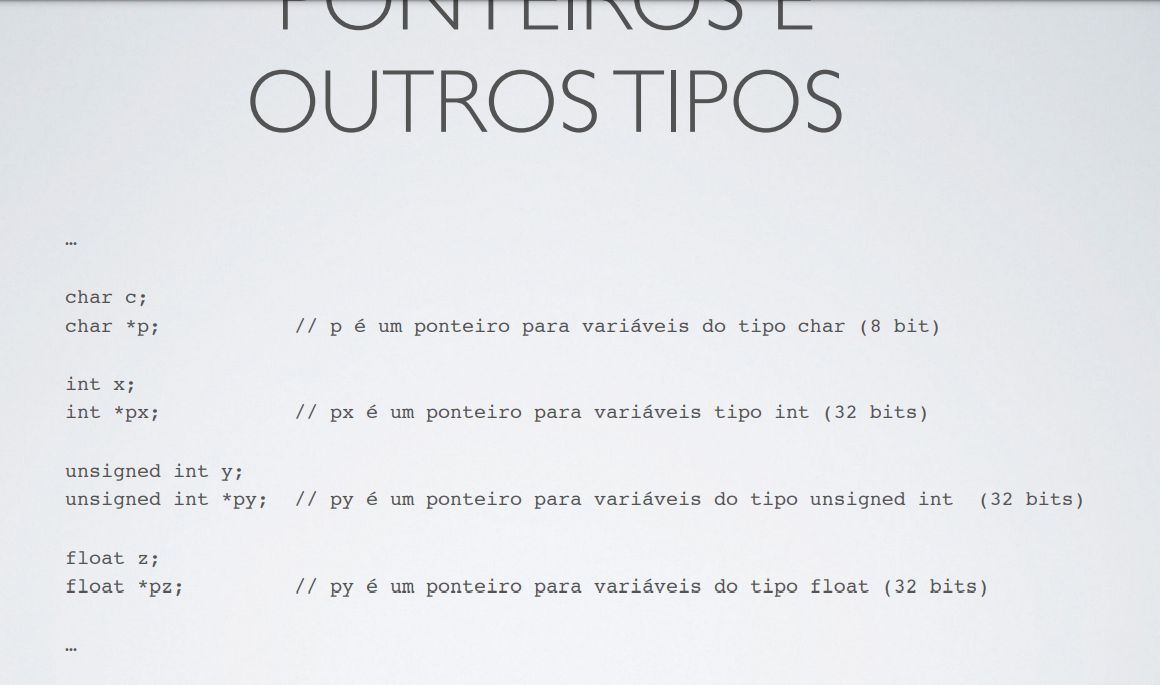 PONTEIROS E
OUTROS TIPOS
…
char c;
char *p; // p é um ponteiro para variáveis do tipo char (8 bit)
int x;
int *px; // px é um ponteiro para variáveis tipo int (32 bits)
unsigned int y;
unsigned int *py; // py é um ponteiro para variáveis do tipo unsigned int (32 bits)
float z;
float *pz; // py é um ponteiro para variáveis do tipo float (32 bits)
…